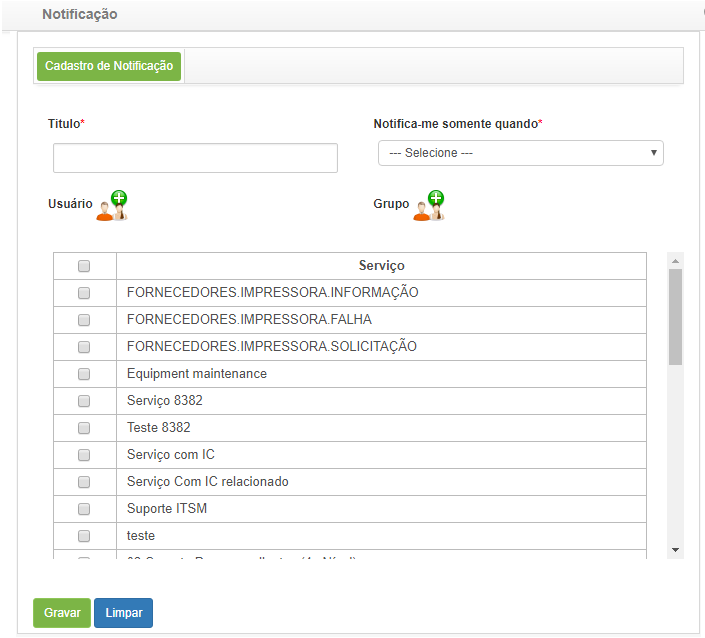 Notificação
Cadastro de Notificação
Titulo*
Notifica-me somente quando*
--- Selecione ---
Usuário
Grupo
Serviço
FORNECEDORES.IMPRESSORA.INFORMAÇÃO
FORNECEDORES.IMPRESSORA.FALHA
FORNECEDORES.IMPRESSORA.SOLICITAÇÃO
Equipment maintenance
Serviço 8382
Teste 8382
Serviço com IC
Serviço Com IC relacionado
Suporte ITSM
teste
Gravar
Limpar